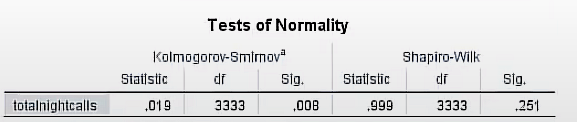 Tests of Normality
Kolmogorov-Smirnovᵃ Shapiro-Wilk
Statistic df Sig. Statistic df Sig.
totalnightcalls ,019 3333 ,008 ,999 3333 ,251